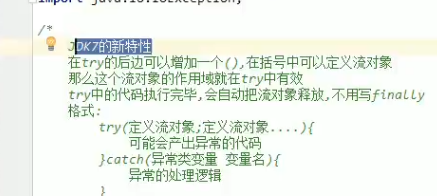 import java.io.IOException;
/*
JDK7的新特性
在try的后边可以增加一个(),在括号中可以定义流对象
那么这个流对象的作用域就在try中有效
try中的代码执行完毕,会自动把流对象释放,不用写finally
格式:
try(定义流对象;定义流对象....){
可能会产出异常的代码
}catch(异常类变量 变量名){
异常的处理逻辑
}